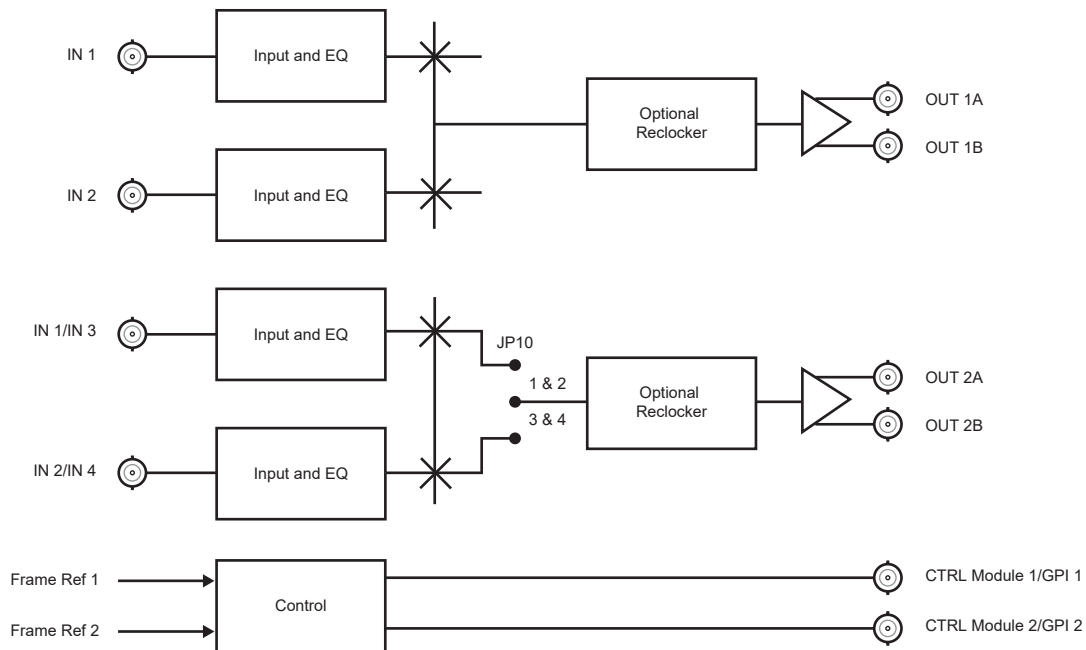 IN 1
Input and EQ
Optional
Reclocker
OUT 1A
OUT 1B
IN 2
Input and EQ
IN 1/IN 3
Input and EQ
JP10
1 & 2
3 & 4
Optional
Reclocker
OUT 2A
OUT 2B
IN 2/IN 4
Input and EQ
Frame Ref 1
Frame Ref 2
Control
CTRL Module 1/GPI 1
CTRL Module 2/GPI 2